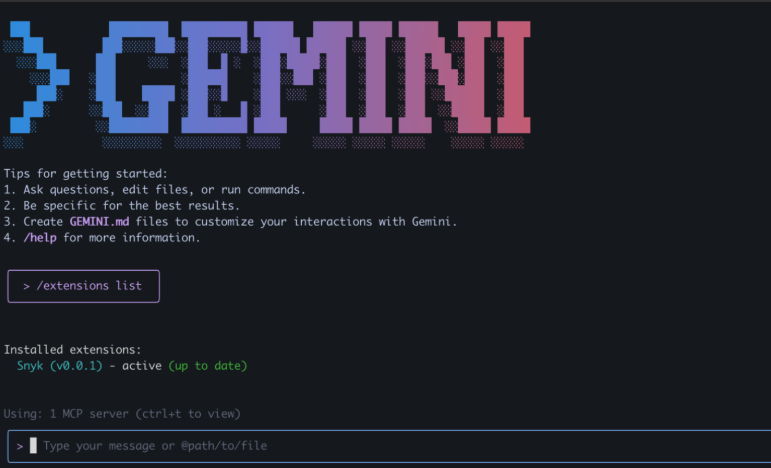 > GEMINI
Tips for getting started:
1. Ask questions, edit files, or run commands.
2. Be specific for the best results.
3. Create GEMINI.md files to customize your interactions with Gemini.
4. /help for more information.
> /extensions list
Installed extensions:
Snyk (v0.0.1) - active (up to date)
Using: 1 MCP server (ctrl+t to view)
> Type your message or @path/to/file